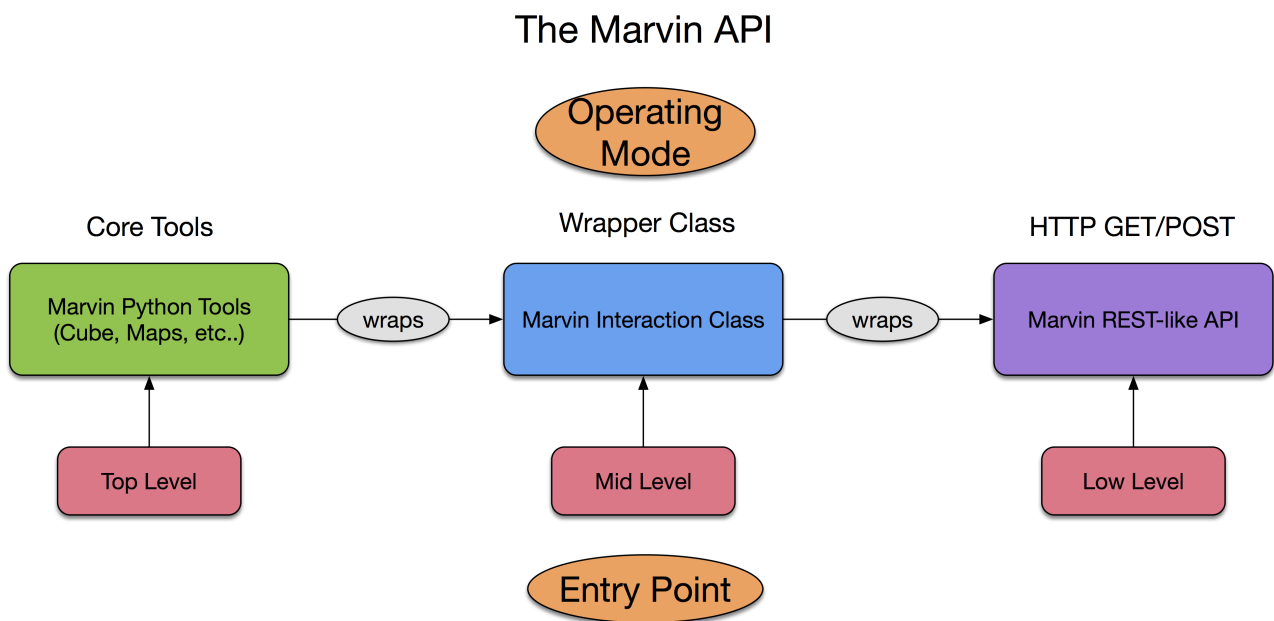 The Marvin API
Operating
Mode
Core Tools
Wrapper Class
HTTP GET/POST
Marvin Python Tools
(Cube, Maps, etc..)
wraps
Marvin Interaction Class
wraps
Marvin REST-like API
Top Level
Mid Level
Low Level
Entry Point